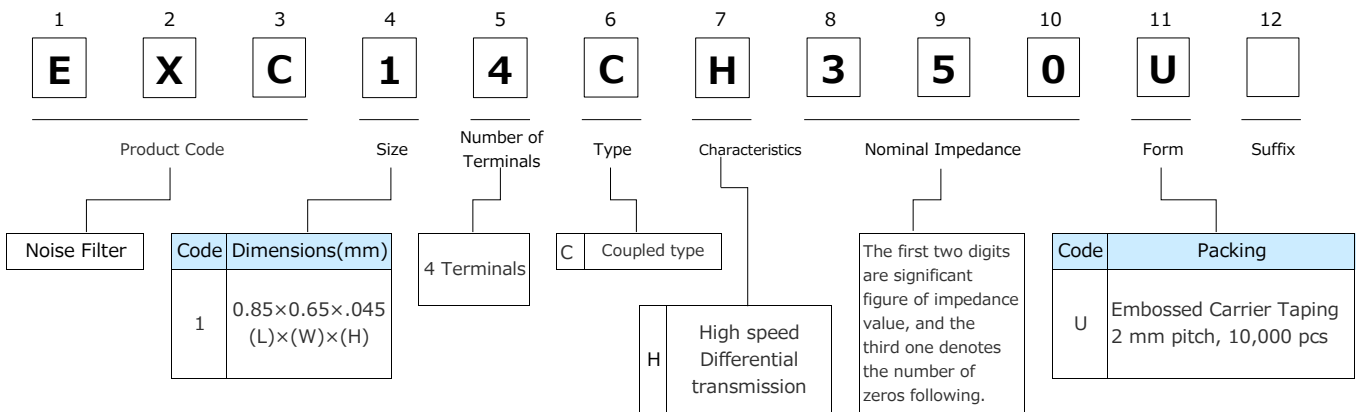 1 2 3 4 5 6 7 8 9 10 11 12
E X C 1 4 C H 3 5 0 U
Product Code
Size
Number of
Terminals
Type
Characteristics
Nominal Impedance
Form
Suffix
Noise Filter
Code Dimensions(mm)
1 0.85×0.65×.045
(L)×(W)×(H)
4 Terminals
C Coupled type
H High speed
Differential
transmission
The first two digits
are significant
figure of impedance
value, and the
third one denotes
the number of
zeros following.
Code Packing
U Embossed Carrier Taping
2 mm pitch, 10,000 pcs